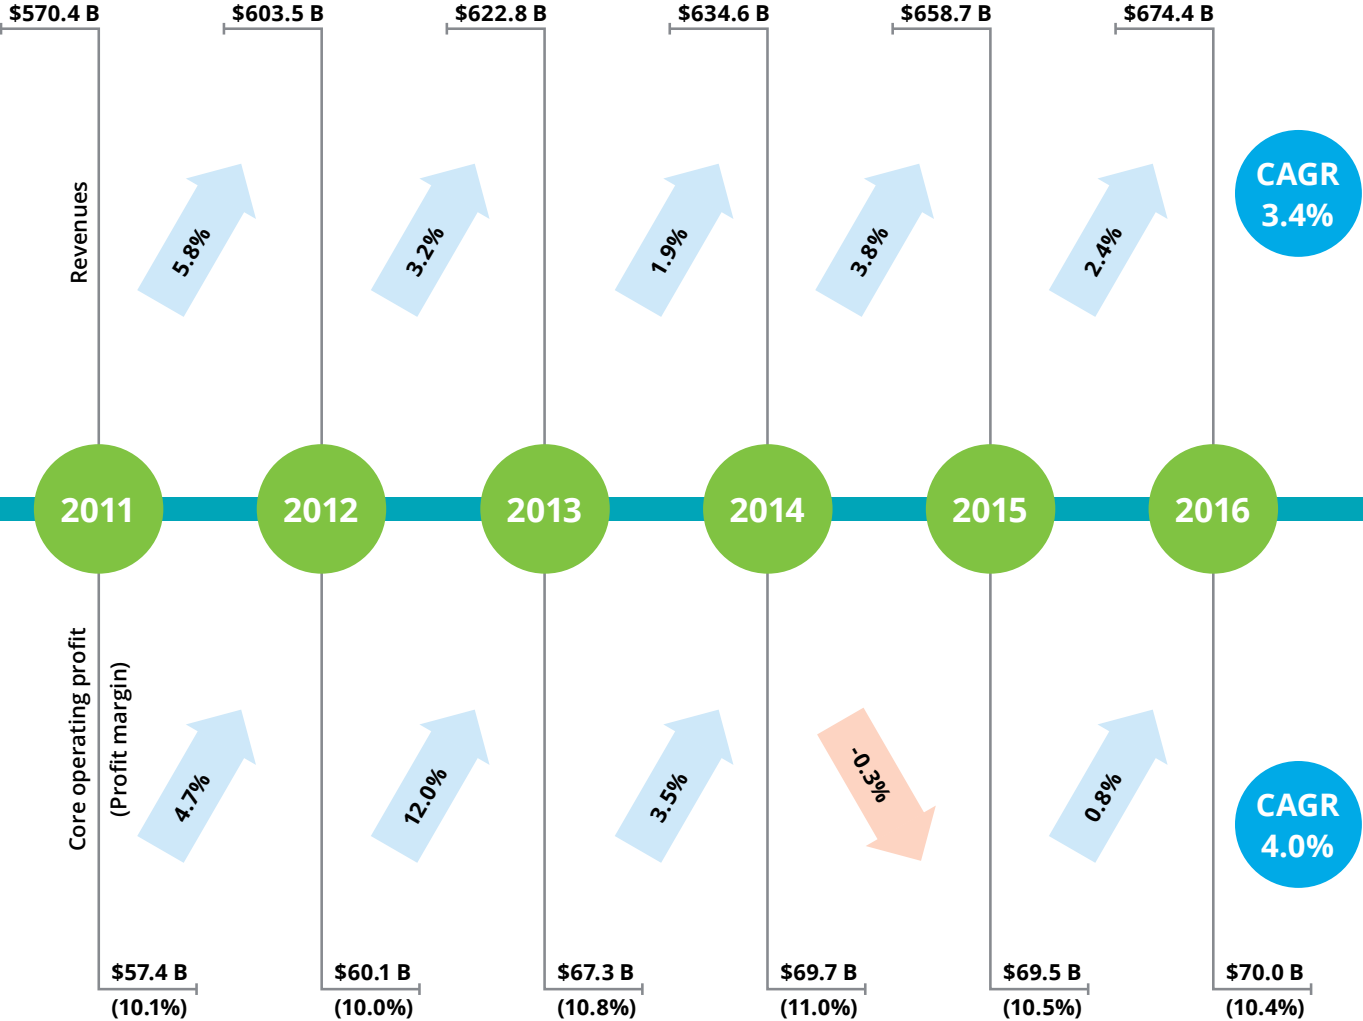 $570.4 B
$603.5 B
$622.8 B
$634.6 B
$658.7 B
$674.4 B
Revenues
5.8%
3.2%
1.9%
3.8%
2.4%
CAGR
3.4%
2011
2012
2013
2014
2015
2016
Core operating profit
(Profit margin)
4.7%
12.0%
3.5%
-0.3%
0.8%
CAGR
4.0%
$57.4 B
(10.1%)
$60.1 B
(10.0%)
$67.3 B
(10.8%)
$69.7 B
(11.0%)
$69.5 B
(10.5%)
$70.0 B
(10.4%)